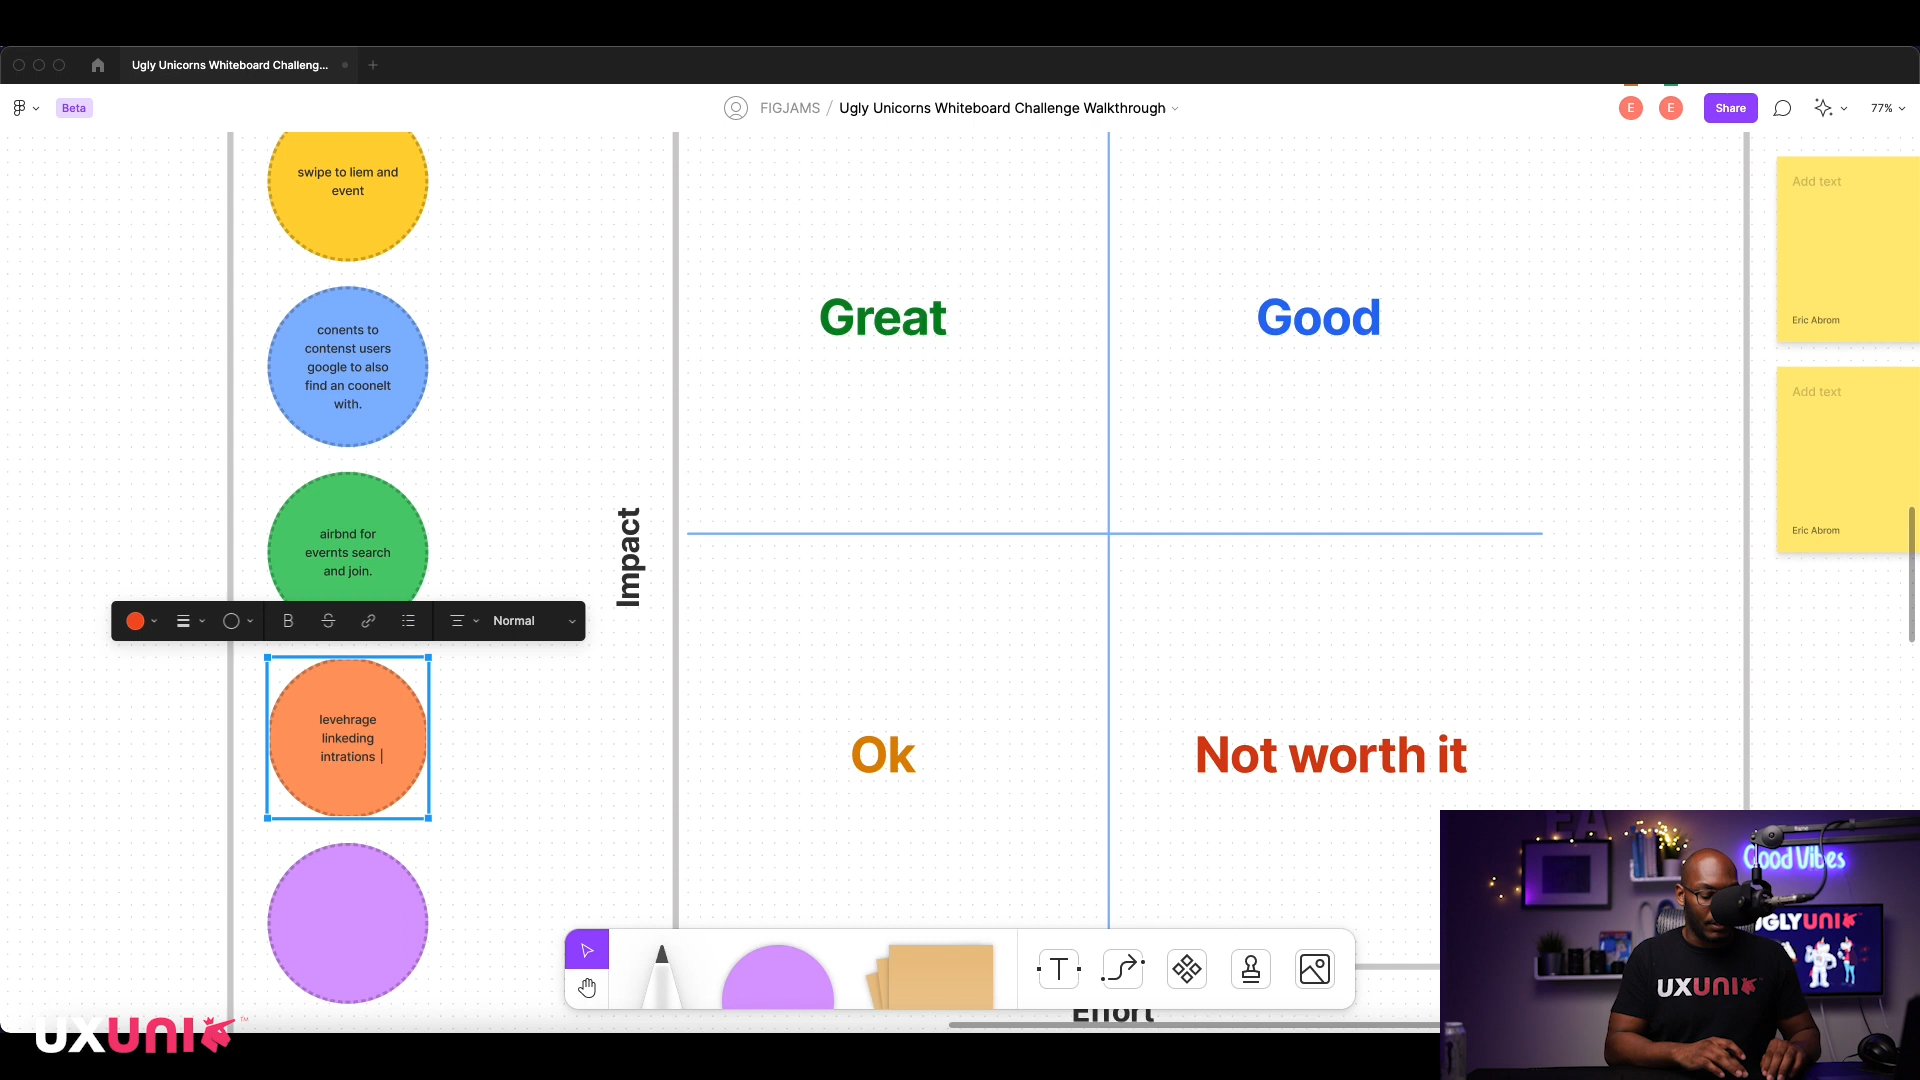 Ugly Unicorns Whiteboard Challeng...
Beta
FIGJAMS / Ugly Unicorns Whiteboard Challenge Walkthrough
E
E
Share
77%
swipe to liem and
event
conents to
contenst users
google to also
find an coonelt
with.
airbnd for
evernts search
and join.
Normal
levehrage
linkeding
intrations
Impact
Great
Good
Ok
Not worth it
Effort
Add text
Eric Abrom
Add text
Eric Abrom
T
Good Vibes
UGLYUNI
UXUNI
UXUNI